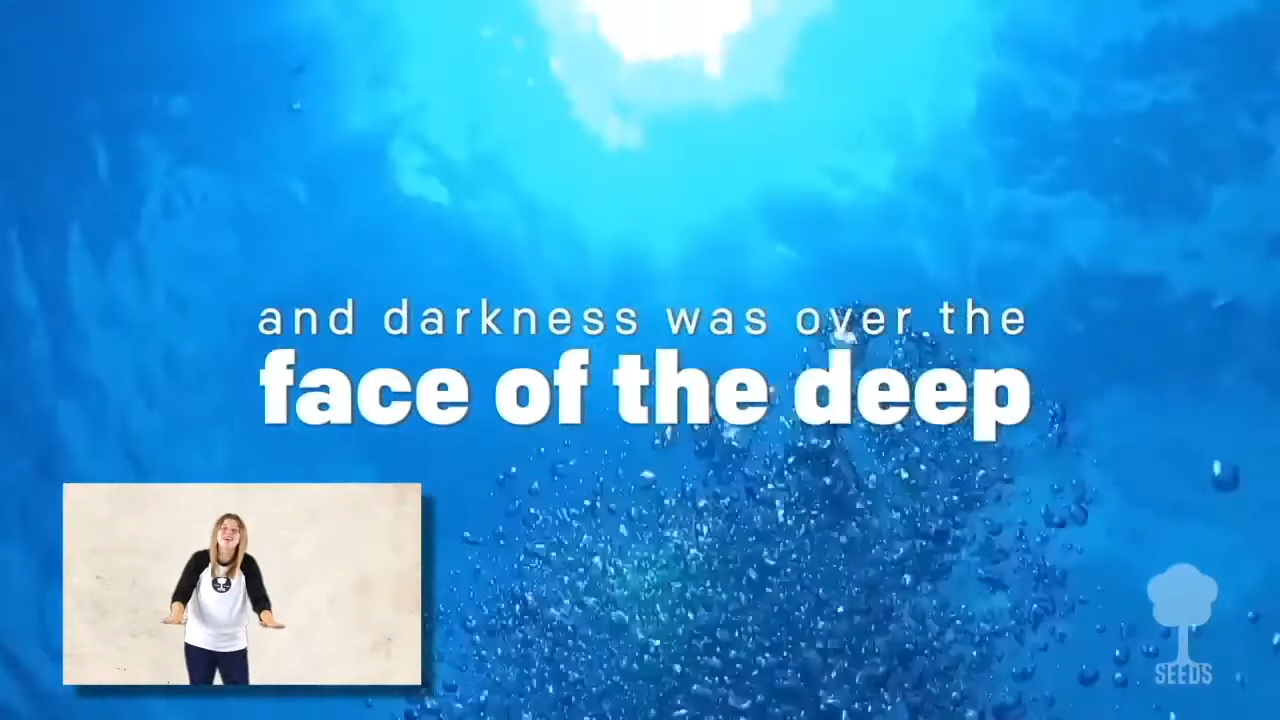 and darkness was over the
face of the deep
SEEDS